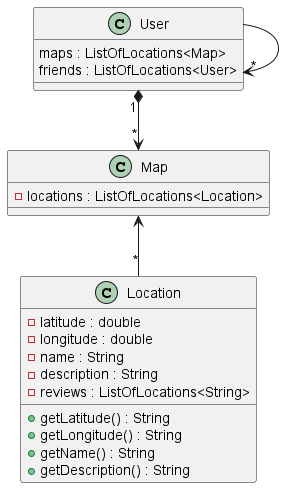 C User
maps : ListOfLocations<Map>
friends : ListOfLocations<User>
*
1
*
C Map
locations : ListOfLocations<Location>
*
C Location
latitude : double
longitude : double
name : String
description : String
reviews : ListOfLocations<String>
getLatitude() : String
getLongitude() : String
getName() : String
getDescription() : String